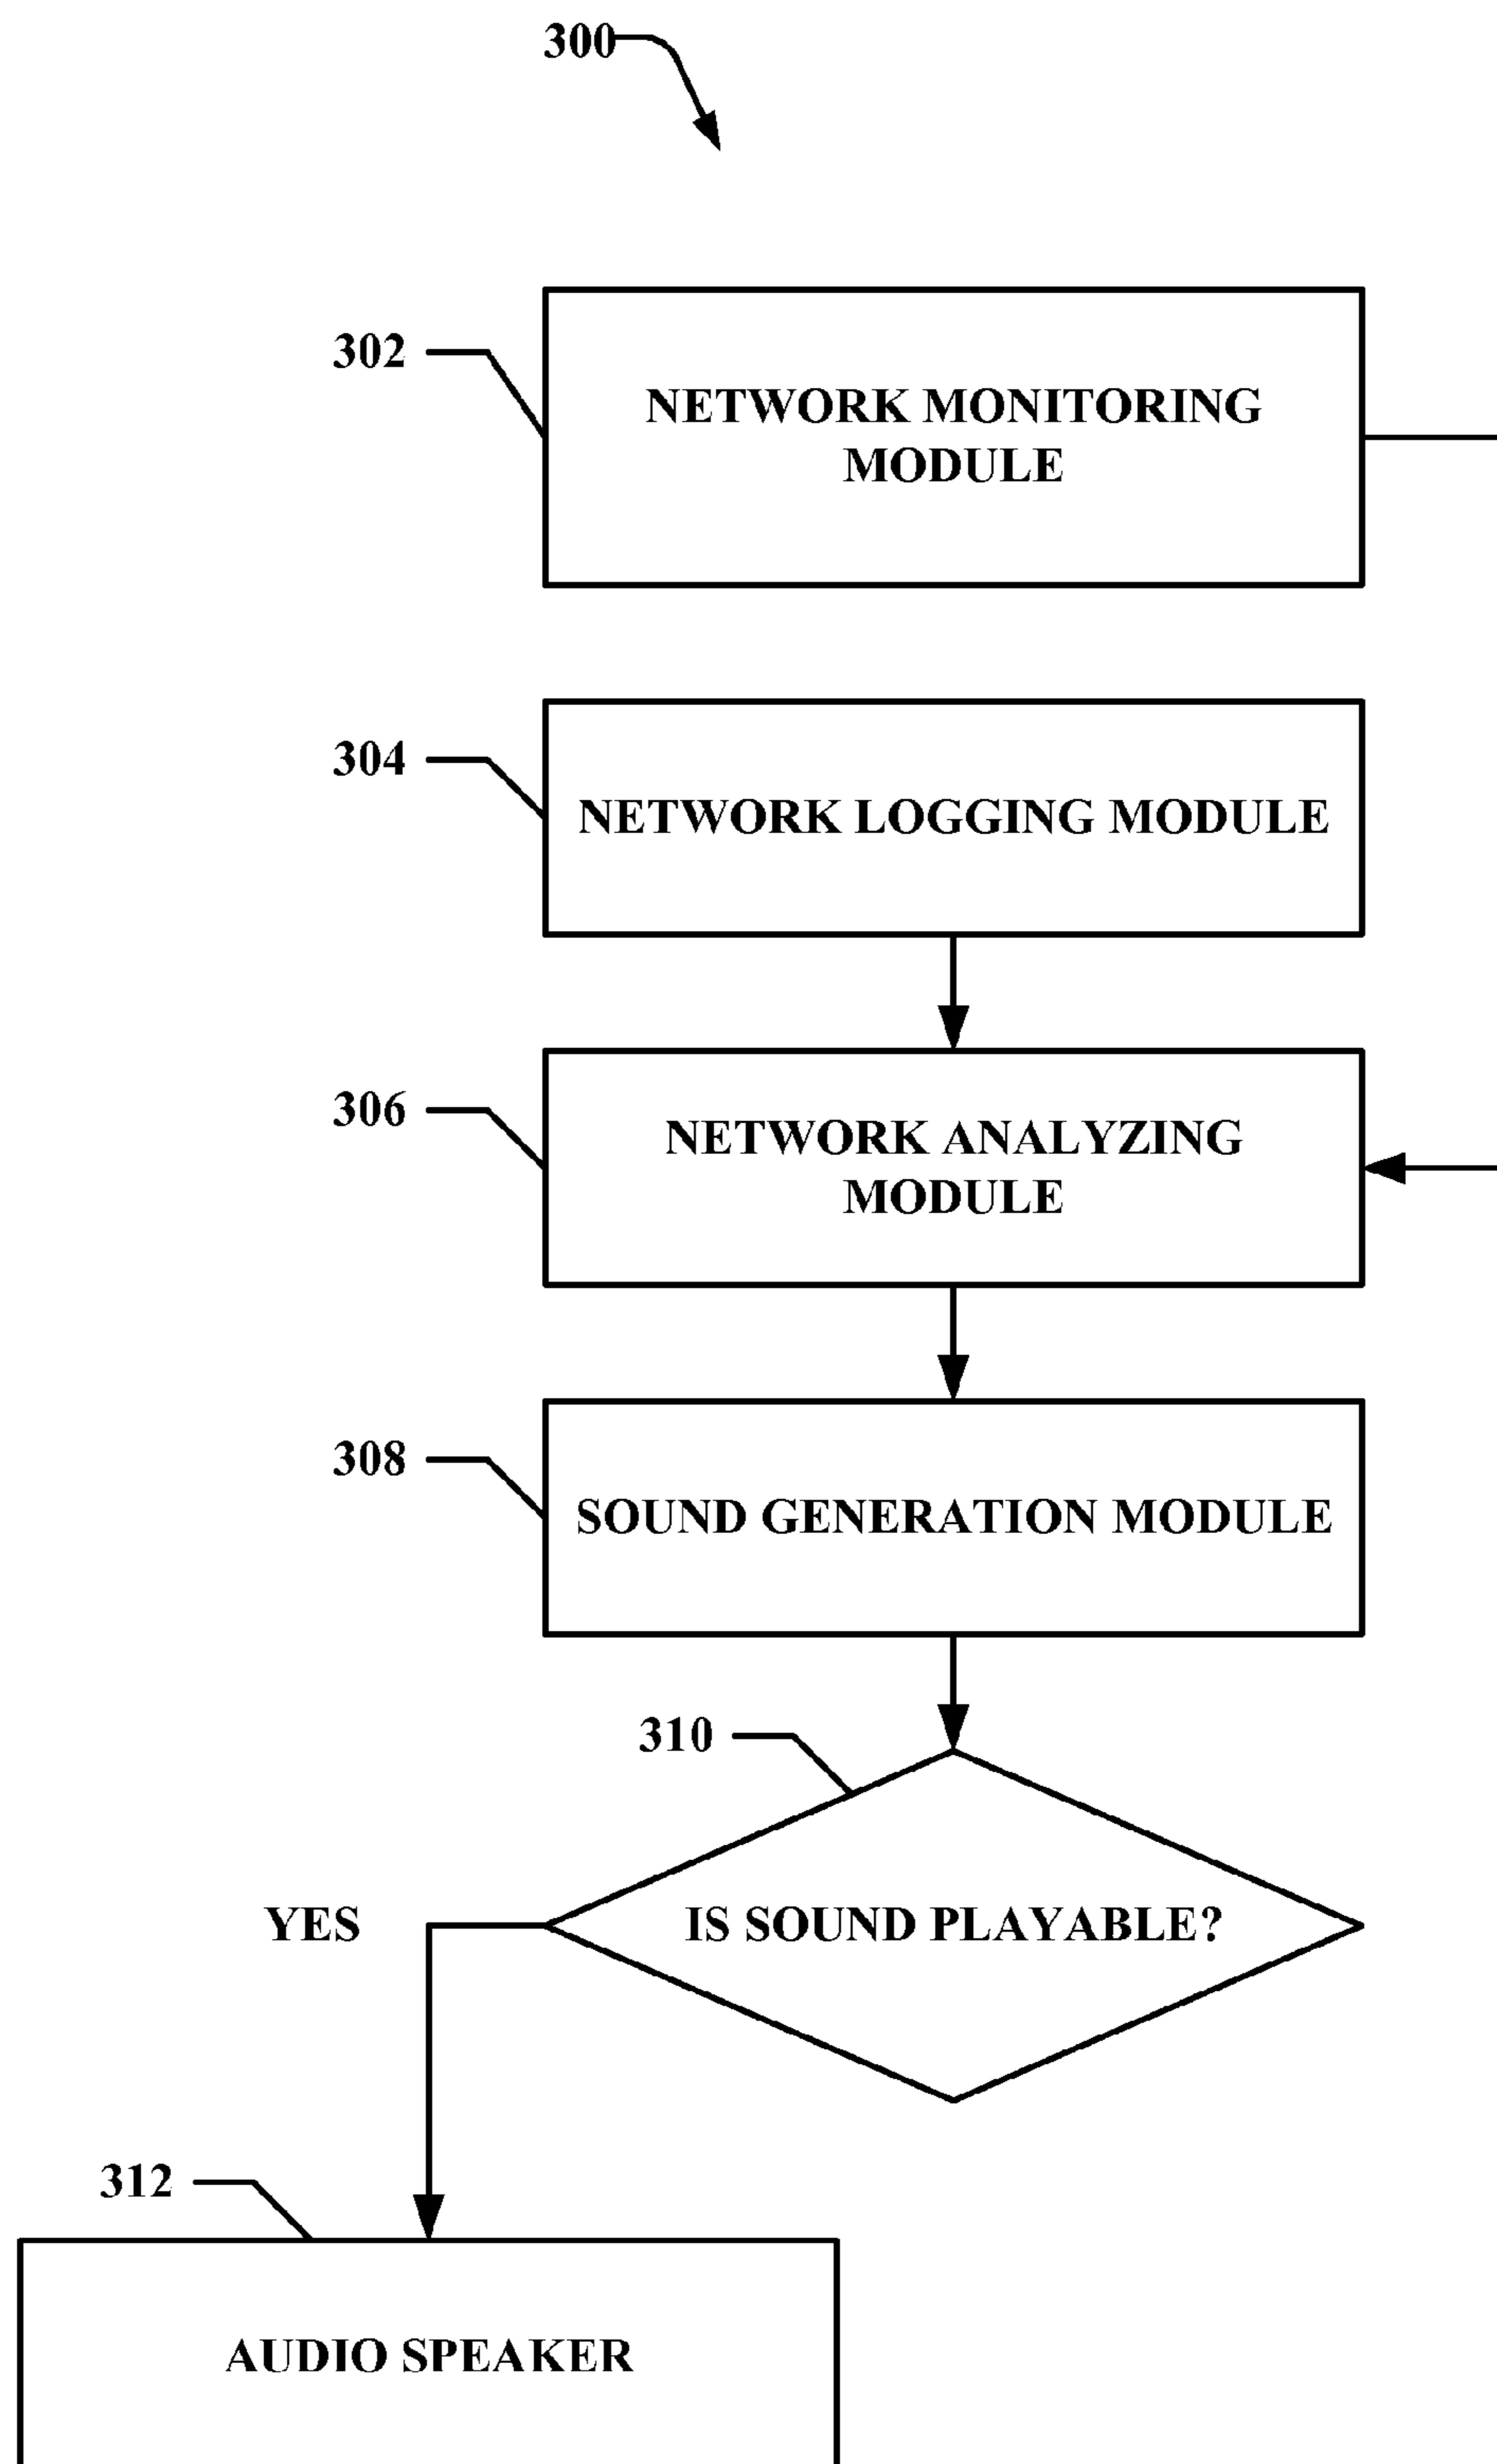 300
302
NETWORK MONITORING
MODULE
304
NETWORK LOGGING MODULE
306
NETWORK ANALYZING
MODULE
308
SOUND GENERATION MODULE
310
YES
IS SOUND PLAYABLE?
312
AUDIO SPEAKER